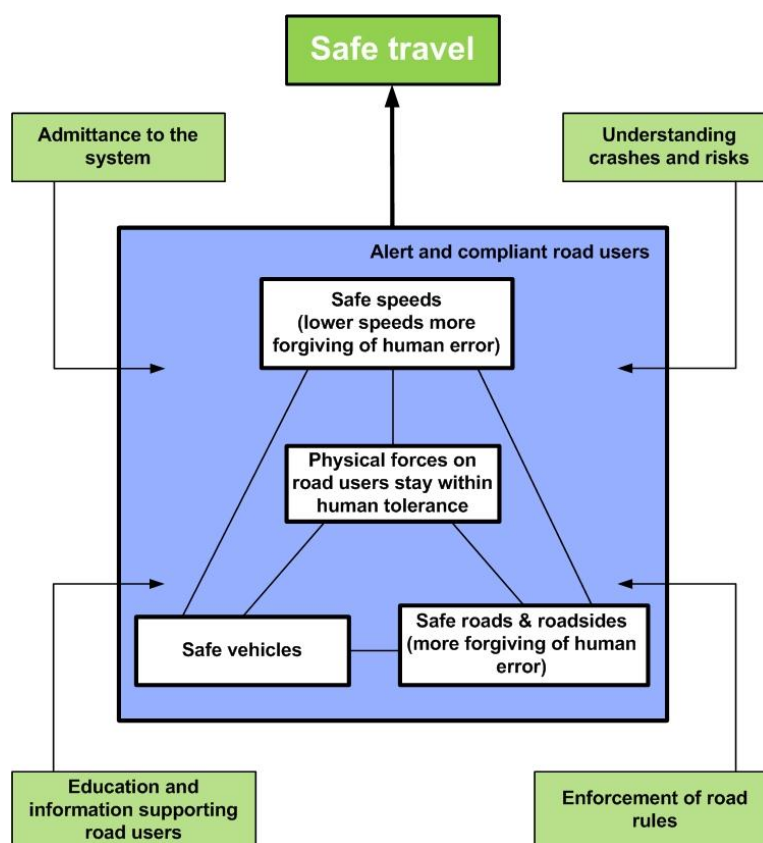 Safe travel
Admittance to the
system
Understanding
crashes and risks
Alert and compliant road users
Safe speeds
(lower speeds more
forgiving of human error)
Physical forces on
road users stay within
human tolerance
Safe vehicles
Safe roads & roadsides
(more forgiving of human
error)
Education and
information supporting
road users
Enforcement of road
rules